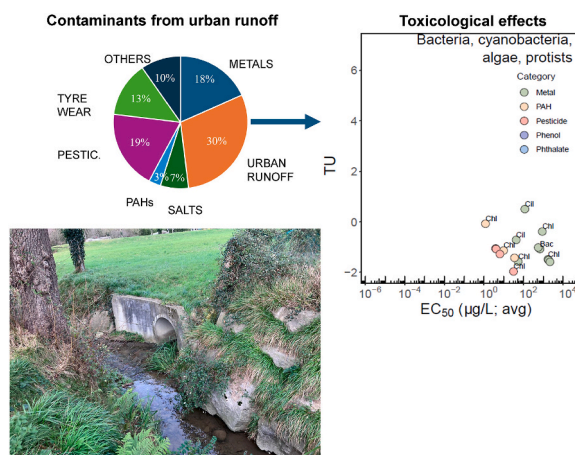 Contaminants from urban runoff
OTHERS
METALS
10%
18%
TYRE
WEAR
13%
30%
PESTIC.
19%
URBAN
RUNOFF
3%
7%
PAHs
SALTS
Toxicological effects
Bacteria, cyanobacteria,
algae, protists
Category
Metal
PAH
Pesticide
Phenol
Phthalate
TU
6
4
2
0
−2
Chl
Cil
Cil
Chl
Chl
Bac
Chl
Chl
Chl
10⁻⁶ 10⁻⁴ 10⁻² 10⁰ 10² 10⁴
EC₅₀ (µg/L; avg)